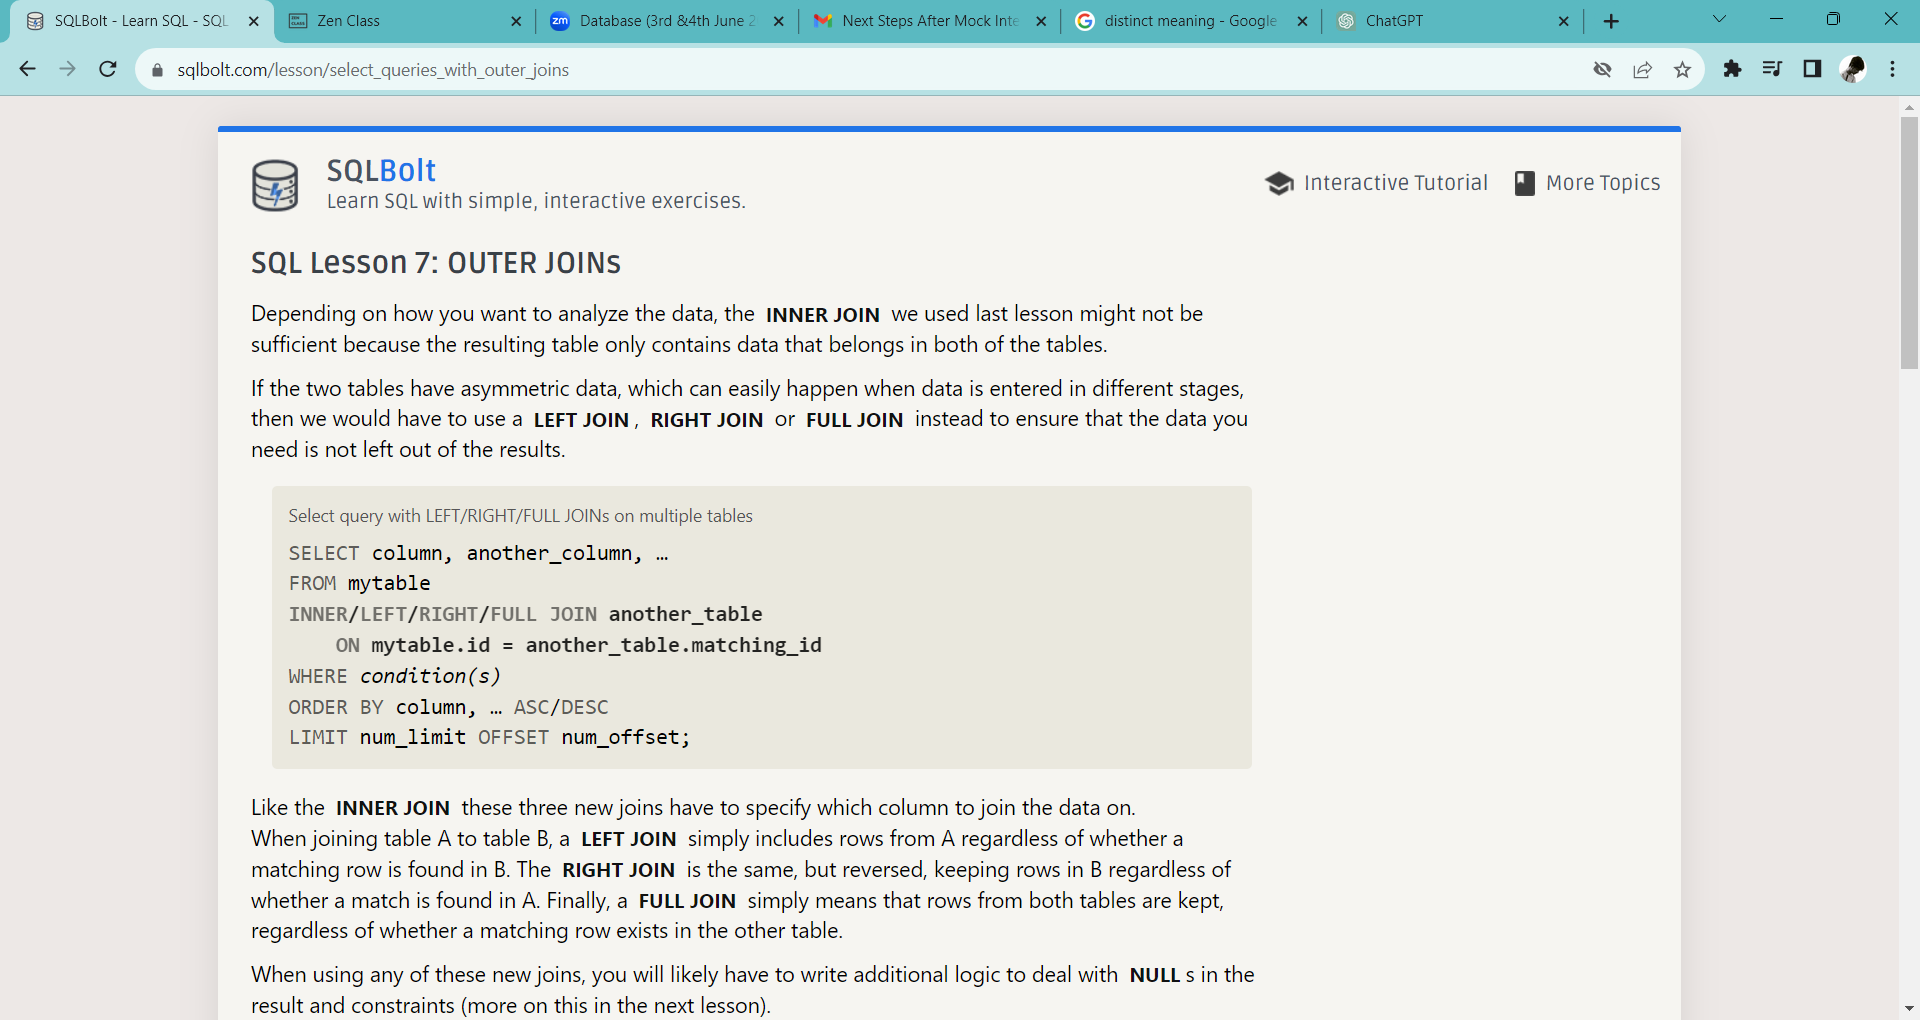 SQLBolt - Learn SQL - SQL
Zen Class
Database (3rd &4th June 2
Next Steps After Mock Inte
distinct meaning - Google
ChatGPT
sqlbolt.com/lesson/select_queries_with_outer_joins
SQLBolt
Learn SQL with simple, interactive exercises.
Interactive Tutorial
More Topics
SQL Lesson 7: OUTER JOINs
Depending on how you want to analyze the data, the INNER JOIN we used last lesson might not be
sufficient because the resulting table only contains data that belongs in both of the tables.
If the two tables have asymmetric data, which can easily happen when data is entered in different stages,
then we would have to use a LEFT JOIN, RIGHT JOIN or FULL JOIN instead to ensure that the data you
need is not left out of the results.
Select query with LEFT/RIGHT/FULL JOINs on multiple tables
SELECT column, another_column, …
FROM mytable
INNER/LEFT/RIGHT/FULL JOIN another_table
ON mytable.id = another_table.matching_id
WHERE condition(s)
ORDER BY column, … ASC/DESC
LIMIT num_limit OFFSET num_offset;
Like the INNER JOIN these three new joins have to specify which column to join the data on.
When joining table A to table B, a LEFT JOIN simply includes rows from A regardless of whether a
matching row is found in B. The RIGHT JOIN is the same, but reversed, keeping rows in B regardless of
whether a match is found in A. Finally, a FULL JOIN simply means that rows from both tables are kept,
regardless of whether a matching row exists in the other table.
When using any of these new joins, you will likely have to write additional logic to deal with NULLs in the
result and constraints (more on this in the next lesson).